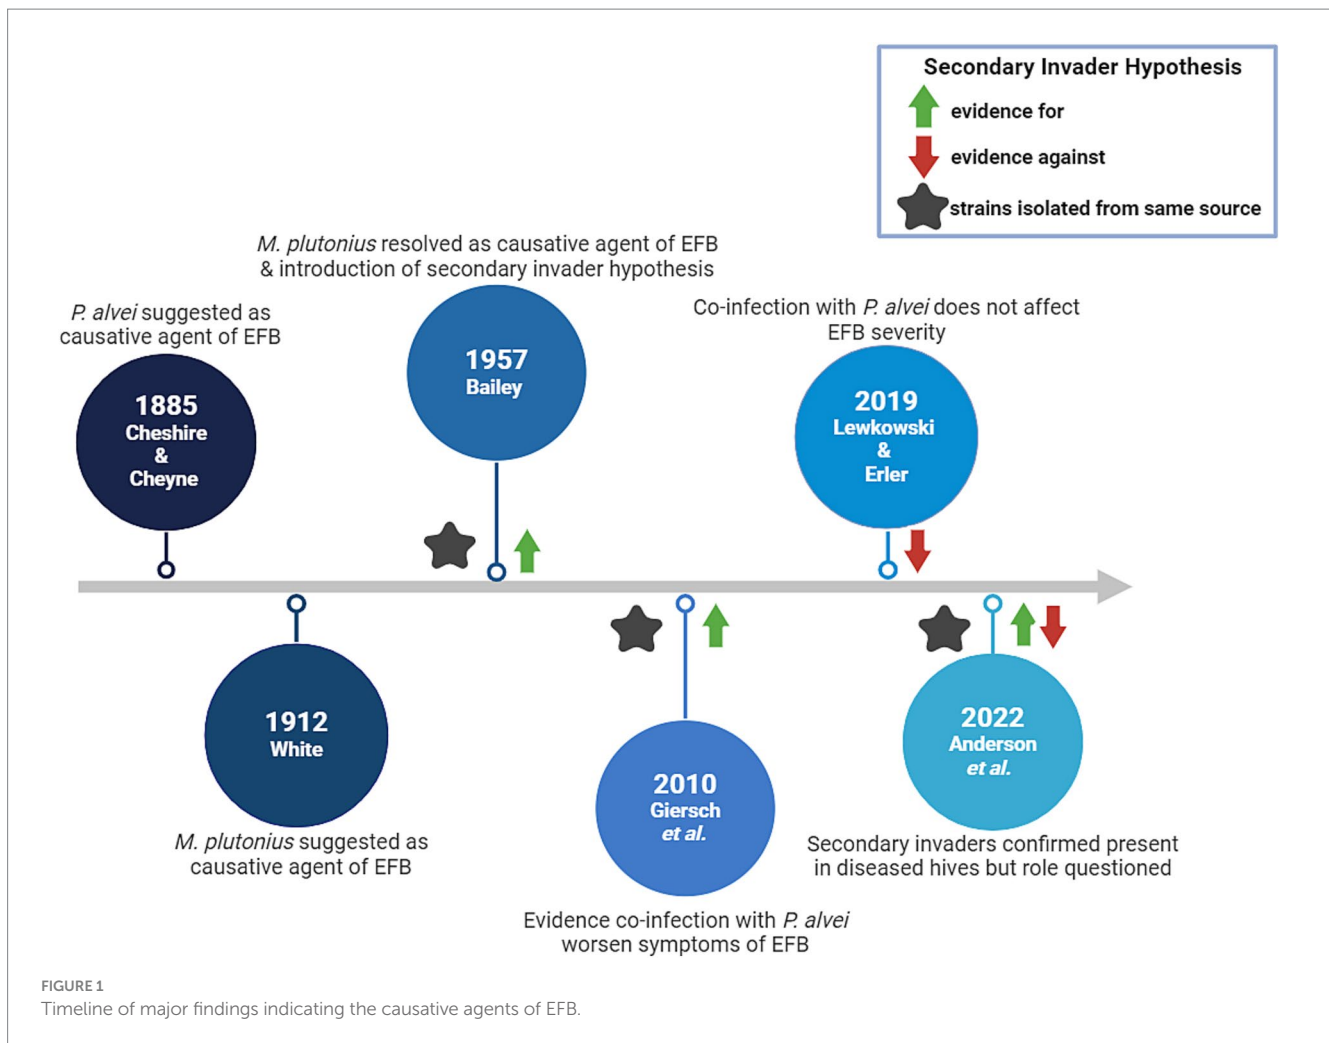 Secondary Invader Hypothesis
evidence for
evidence against
strains isolated from same source
P. alvei suggested as
causative agent of EFB
1885
Cheshire
&
Cheyne
M. plutonius resolved as causative agent of EFB
& introduction of secondary invader hypothesis
1957
Bailey
Co-infection with P. alvei does not affect
EFB severity
2019
Lewkowski
&
Erler
1912
White
M. plutonius suggested as
causative agent of EFB
2010
Giersch
et al.
Evidence co-infection with P. alvei
worsen symptoms of EFB
2022
Anderson
et al.
Secondary invaders confirmed present
in diseased hives but role questioned
FIGURE 1
Timeline of major findings indicating the causative agents of EFB.